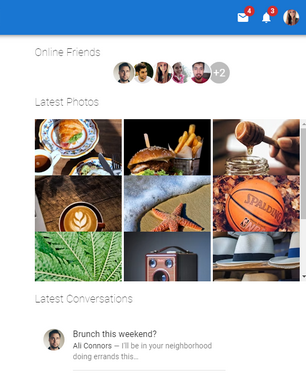 4
3
Online Friends
+2
Latest Photos
SPALDING
Latest Conversations
Brunch this weekend?
Ali Connors — I'll be in your neighborhood
doing errands this…